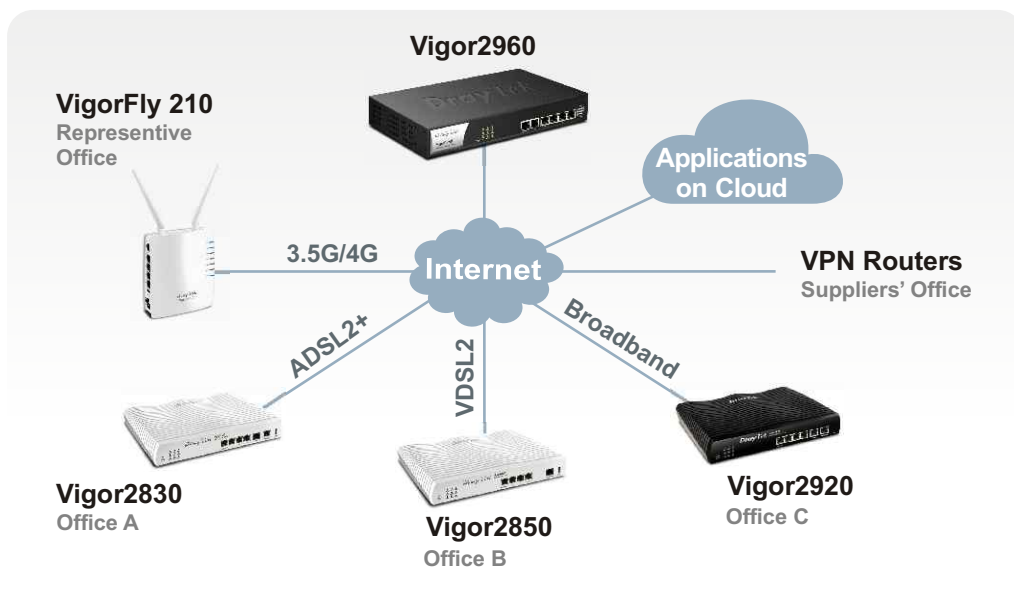 Vigor2960
VigorFly 210
Representive
Office
DrayTek
Applications
on Cloud
3.5G/4G
Internet
VPN Routers
Suppliers' Office
ADSL2+
VDSL2
Broadband
Vigor2830
Office A
Vigor2850
Office B
Vigor2920
Office C